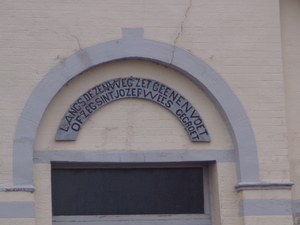 LANGS DEZEN WEG ZET GEENEN VOET
OF ZEG SINT JOZEF WEES GEGROET